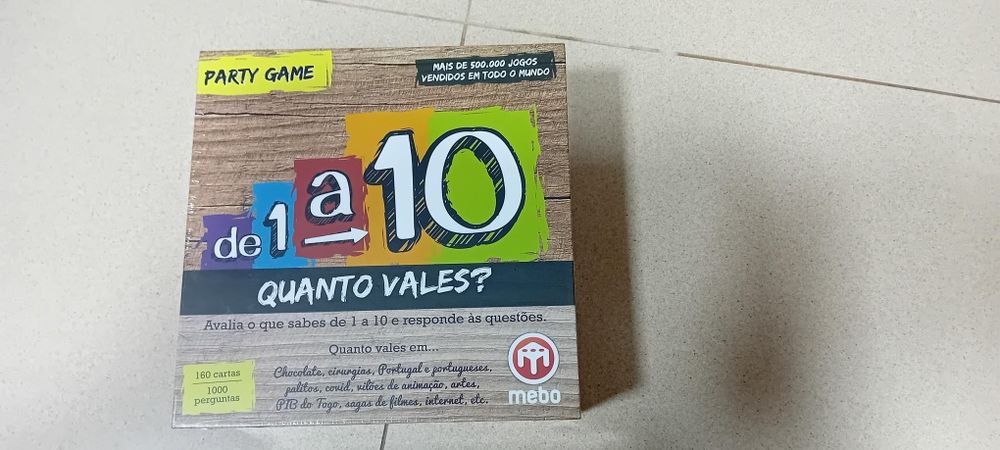 PARTY GAME
MAIS DE 500.000 JOGOS
VENDIDOS EM TODO O MUNDO
de 1 a 10
QUANTO VALES?
Avalia o que sabes de 1 a 10 e responde às questões.
Quanto vales em...
Chocolate, cirurgias, Portugal e portugueses,
palitos, covid, vilões de animação, artes,
PIB do Togo, sagas de filmes, internet, etc.
160 cartas
1000
perguntas
mebo